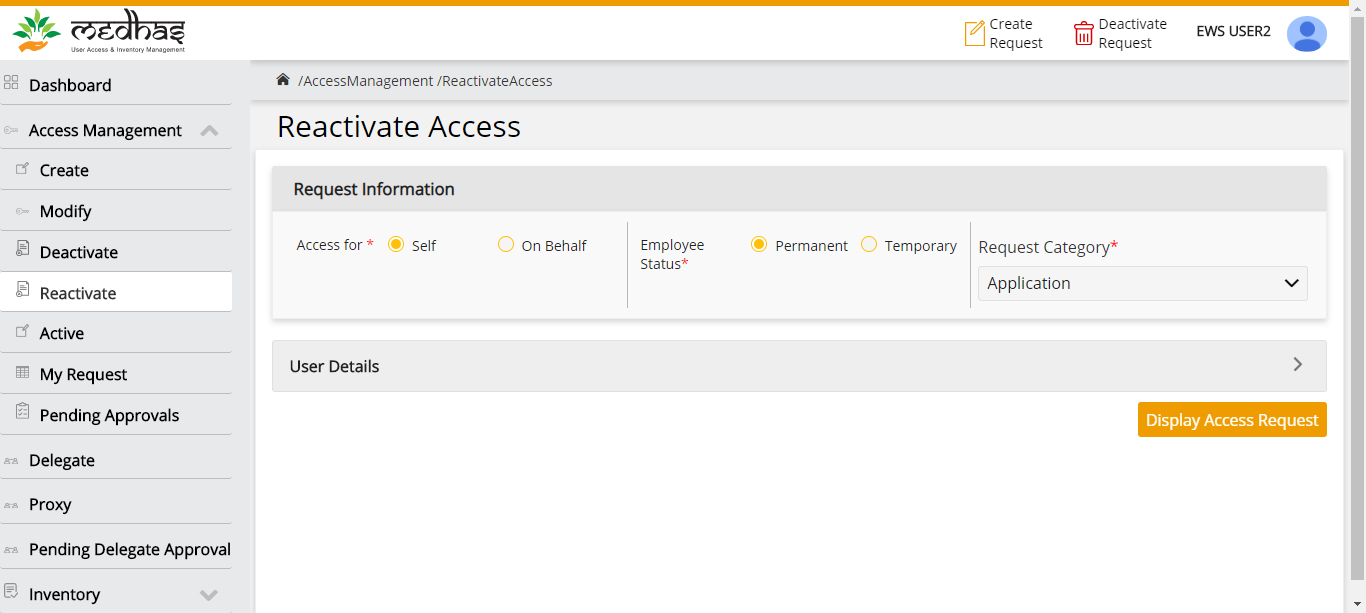 medhas
User Access & Inventory Management
Create
Request
Deactivate
Request
EWS USER2
Dashboard
Access Management
Create
Modify
Deactivate
Reactivate
Active
My Request
Pending Approvals
Delegate
Proxy
Pending Delegate Approval
Inventory
/AccessManagement /ReactivateAccess
Reactivate Access
Request Information
Access for *
Self
On Behalf
Employee
Status*
Permanent
Temporary
Request Category*
Application
User Details
Display Access Request